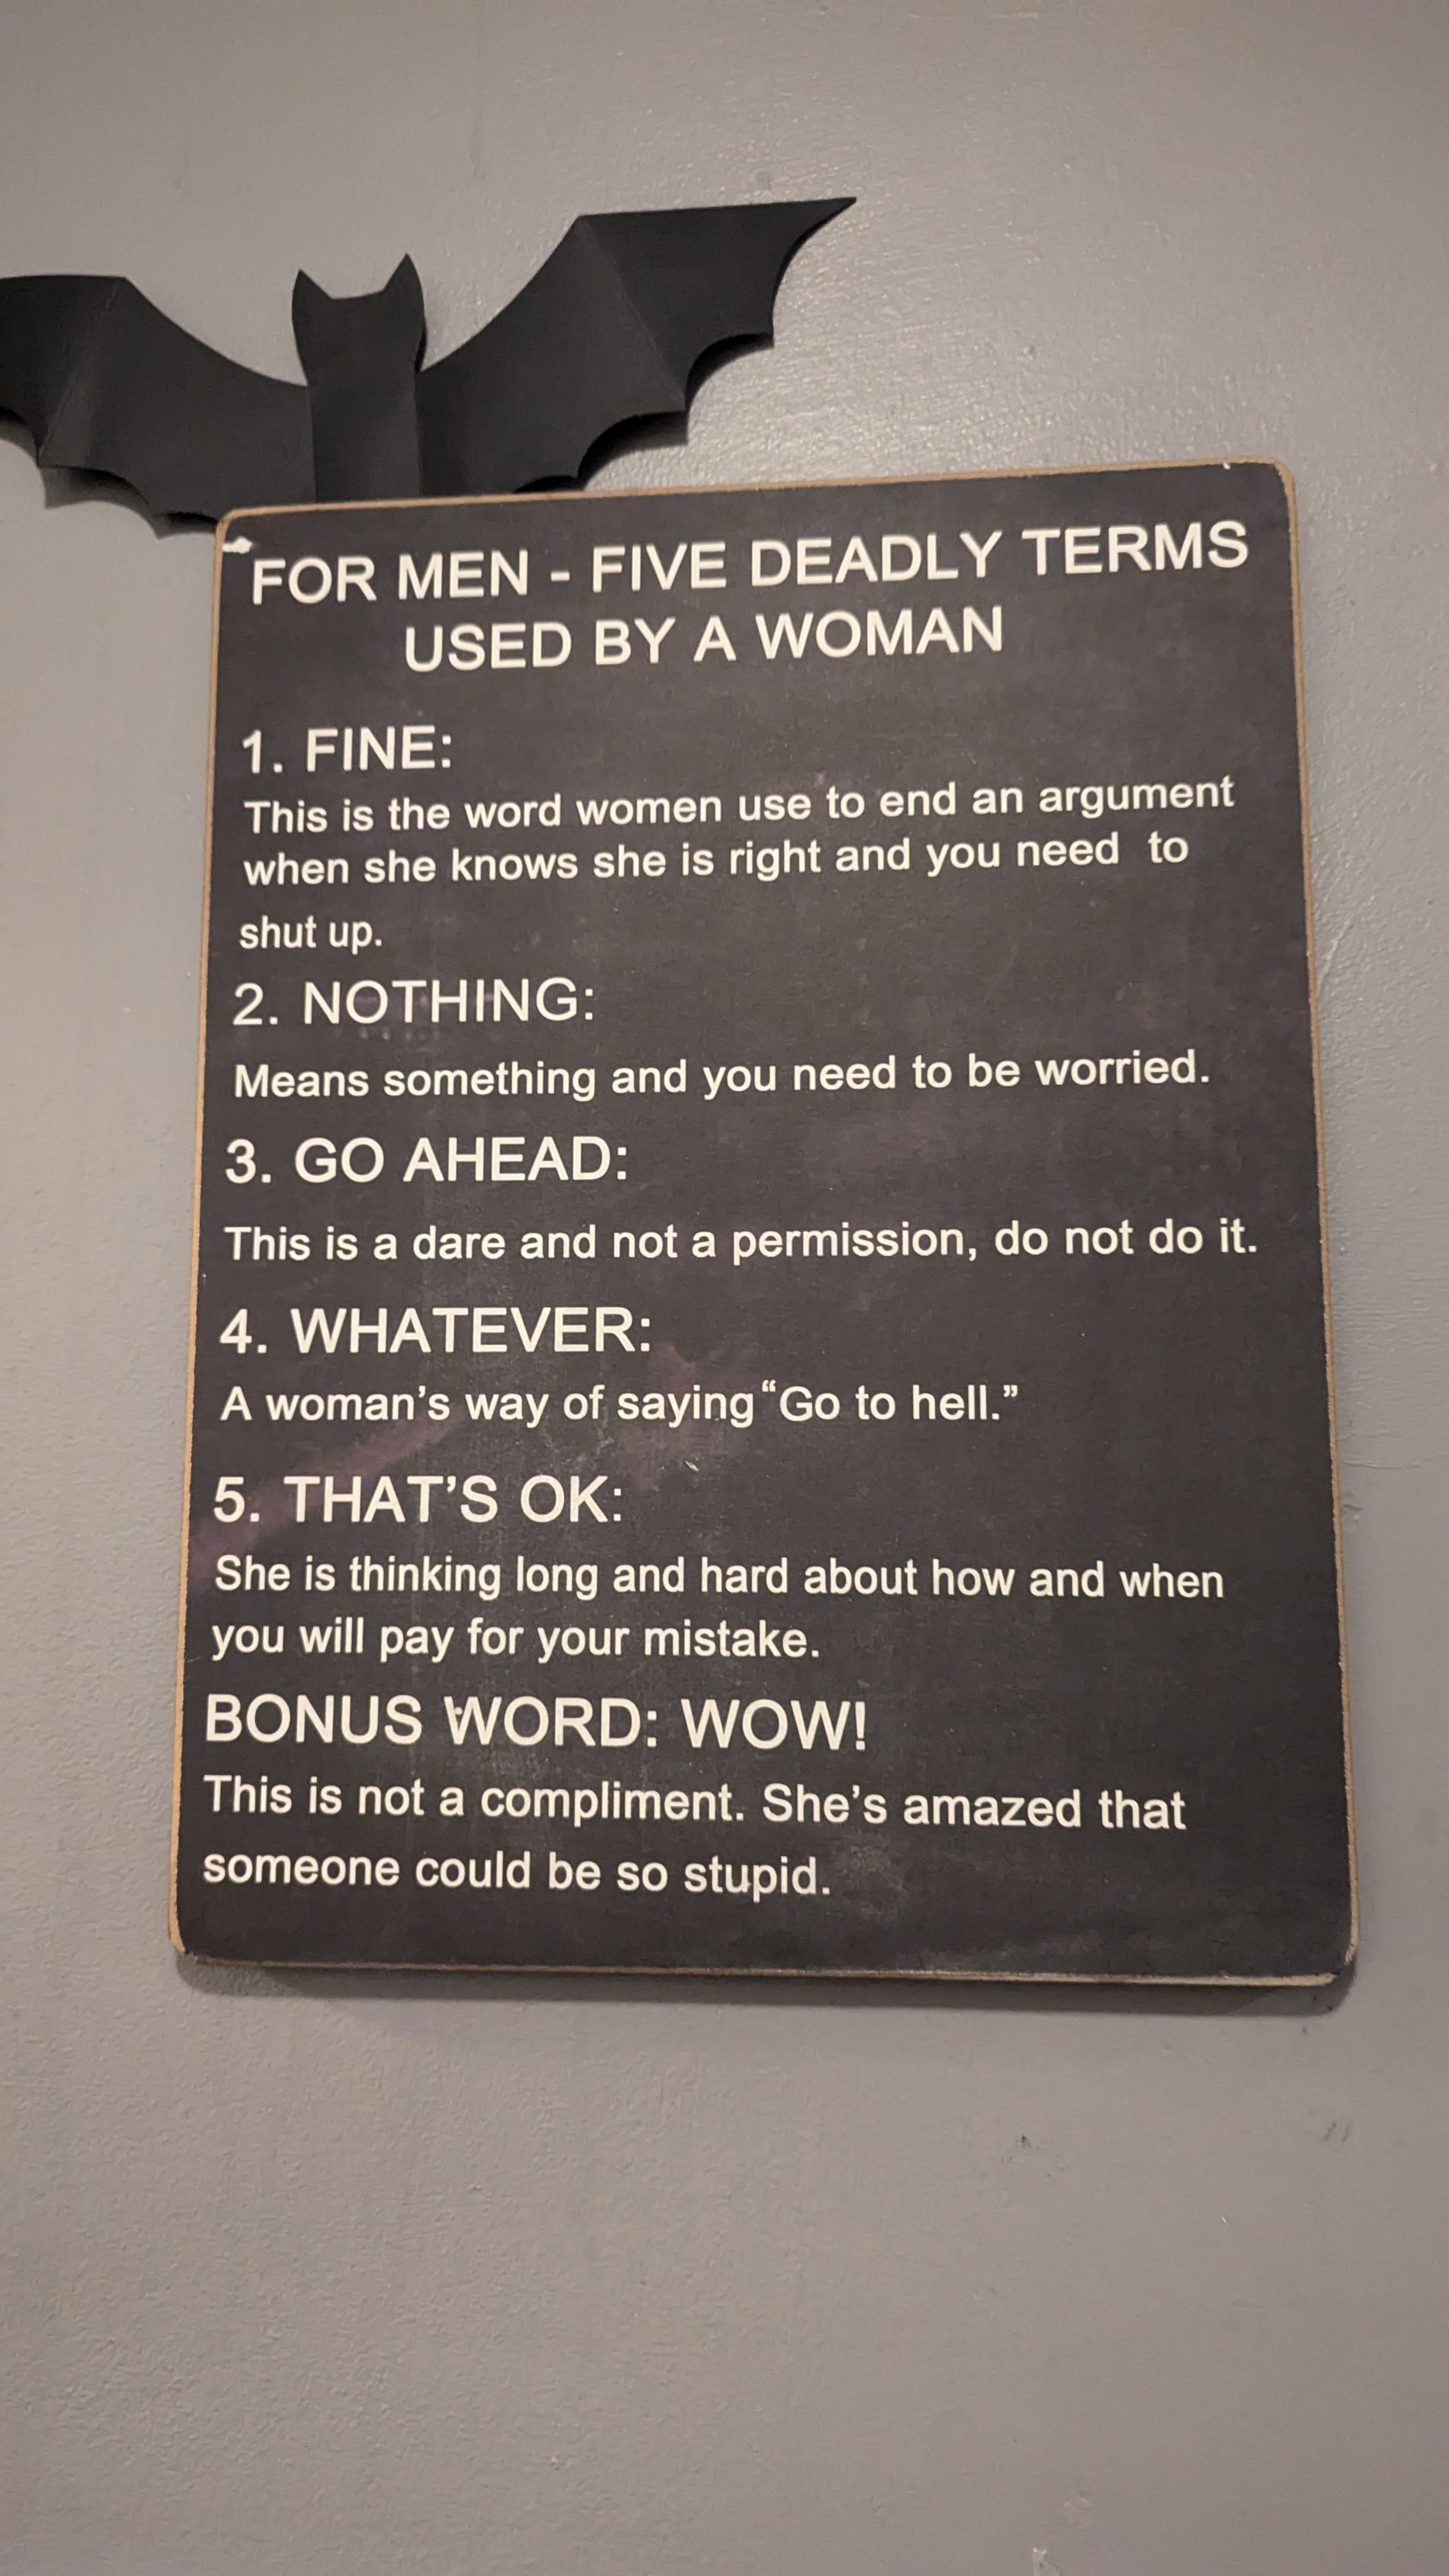 FOR MEN - FIVE DEADLY TERMS
USED BY A WOMAN
1. FINE:
This is the word women use to end an argument
when she knows she is right and you need to
shut up.
2. NOTHING:
Means something and you need to be worried.
3. GO AHEAD:
This is a dare and not a permission, do not do it.
4. WHATEVER:
A woman’s way of saying “Go to hell.”
5. THAT’S OK:
She is thinking long and hard about how and when
you will pay for your mistake.
BONUS WORD: WOW!
This is not a compliment. She’s amazed that
someone could be so stupid.